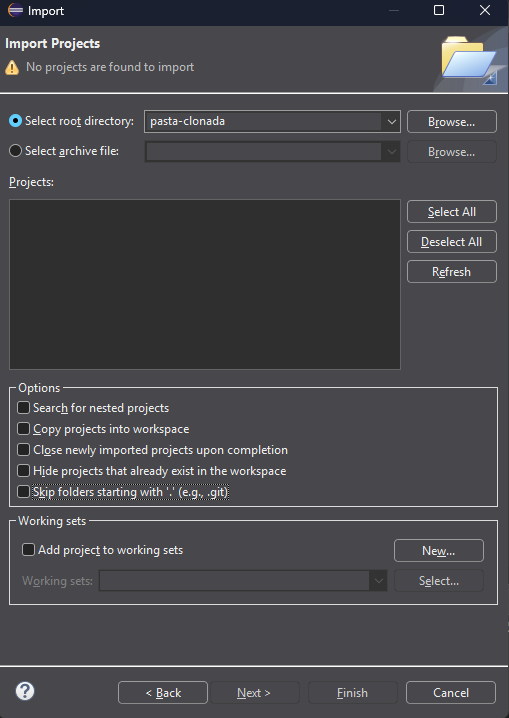 Import
Import Projects
No projects are found to import
Select root directory: pasta-clonada Browse...
Select archive file: Browse...
Projects:
Select All
Deselect All
Refresh
Options
Search for nested projects
Copy projects into workspace
Close newly imported projects upon completion
Hide projects that already exist in the workspace
Skip folders starting with '.' (e.g., .git)
Working sets
Add project to working sets New...
Working sets: Select...
? < Back Next > Finish Cancel